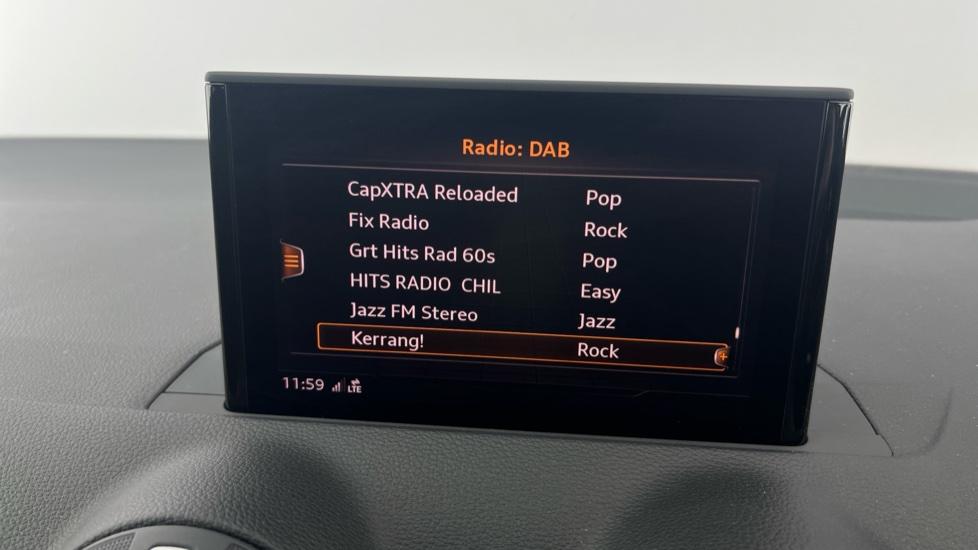 Radio: DAB
CapXTRA Reloaded Pop
Fix Radio Rock
Grt Hits Rad 60s Pop
HITS RADIO CHIL Easy
Jazz FM Stereo Jazz
Kerrang! Rock
11:59 LTE